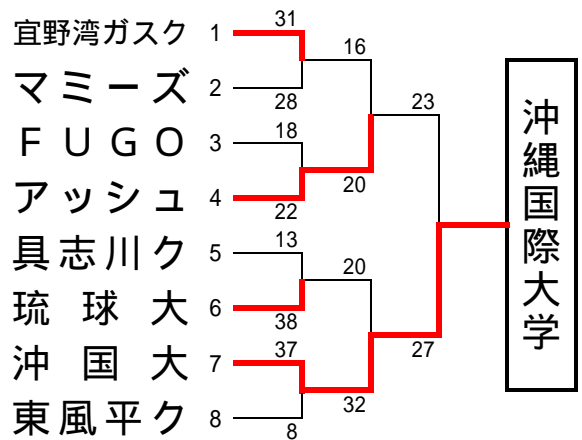 宜野湾ガスク 1 31
16
マミーズ 2 28
23
FUGO 3 18
アッシュ 4 22
20
具志川ク 5 13
20
琉球大 6 38
沖国大 7 37
27
32
東風平ク 8 8
沖縄国際大学